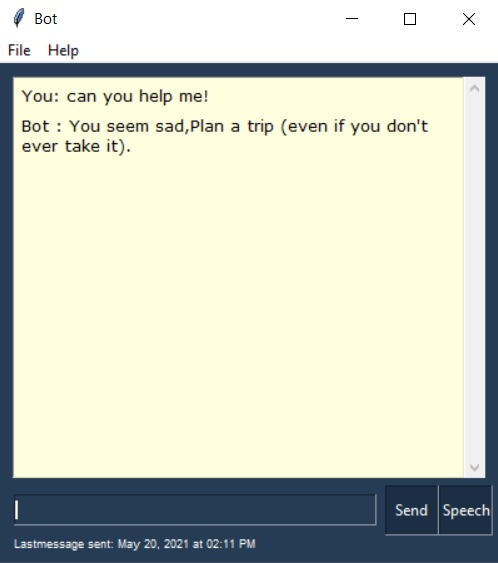 Bot
File Help
You: can you help me!
Bot : You seem sad,Plan a trip (even if you don't
ever take it).
Send Speech
Lastmessage sent: May 20, 2021 at 02:11 PM